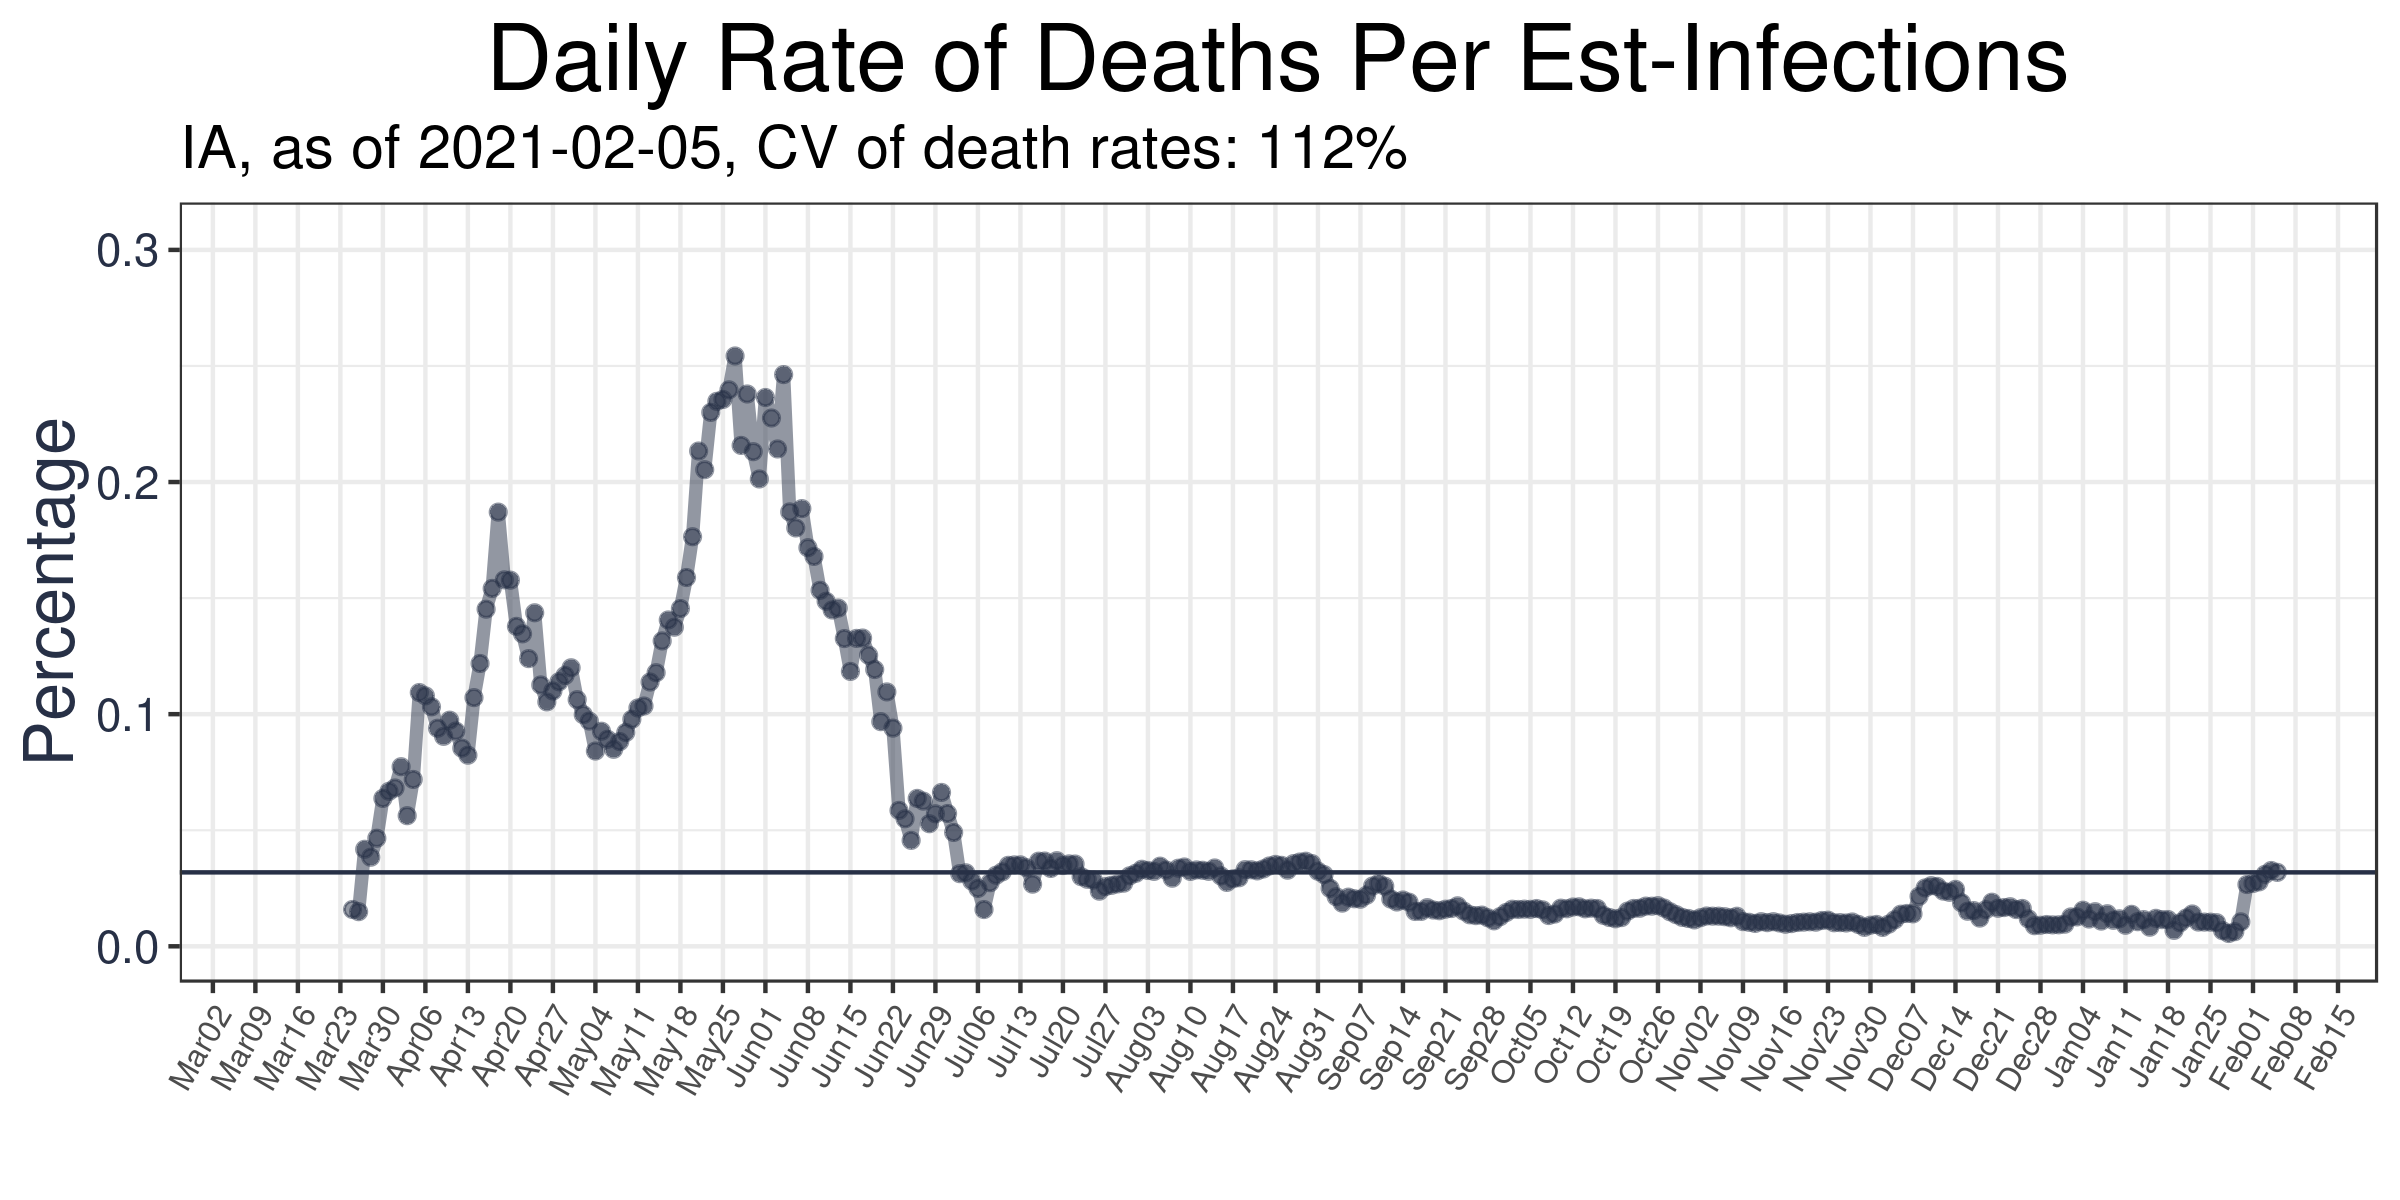 Daily Rate of Deaths Per Est-Infections
IA, as of 2021-02-05, CV of death rates: 112%
Percentage
0.3
0.2
0.1
0.0
Mar02
Mar09
Mar16
Mar23
Mar30
Apr06
Apr13
Apr20
Apr27
May04
May11
May18
May25
Jun01
Jun08
Jun15
Jun22
Jun29
Jul06
Jul13
Jul20
Jul27
Aug03
Aug10
Aug17
Aug24
Aug31
Sep07
Sep14
Sep21
Sep28
Oct05
Oct12
Oct19
Oct26
Nov02
Nov09
Nov16
Nov23
Nov30
Dec07
Dec14
Dec21
Dec28
Jan04
Jan11
Jan18
Jan25
Feb01
Feb08
Feb15